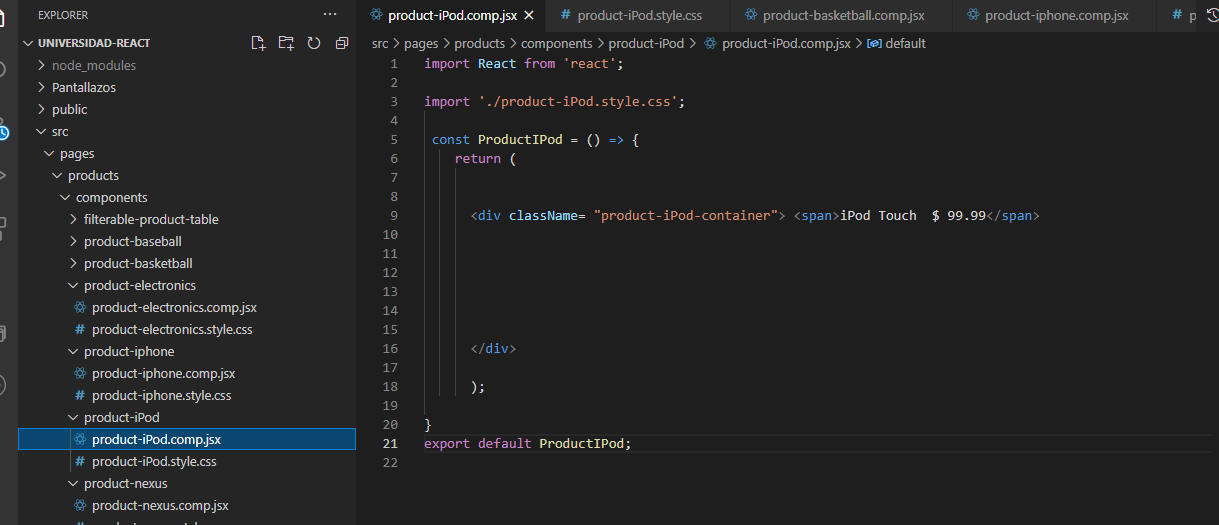 EXPLORER
...
UNIVERSIDAD-REACT
node_modules
Pantallazos
public
src
pages
products
components
filterable-product-table
product-baseball
product-basketball
product-electronics
product-electronics.comp.jsx
# product-electronics.style.css
product-iphone
product-iphone.comp.jsx
# product-iphone.style.css
product-iPod
product-iPod.comp.jsx
# product-iPod.style.css
product-nexus
product-nexus.comp.jsx
product-iPod.comp.jsx
# product-iPod.style.css
product-basketball.comp.jsx
product-iphone.comp.jsx
# p
src > pages > products > components > product-iPod > product-iPod.comp.jsx > default
1 import React from 'react';
2
3 import './product-iPod.style.css';
4
5 const ProductIPod = () => {
6 return (
7
8
9 <div className= "product-iPod-container"> <span>iPod Touch  $ 99.99</span>
10
11
12
13
14
15
16 </div>
17
18 );
19
20 }
21 export default ProductIPod;
22